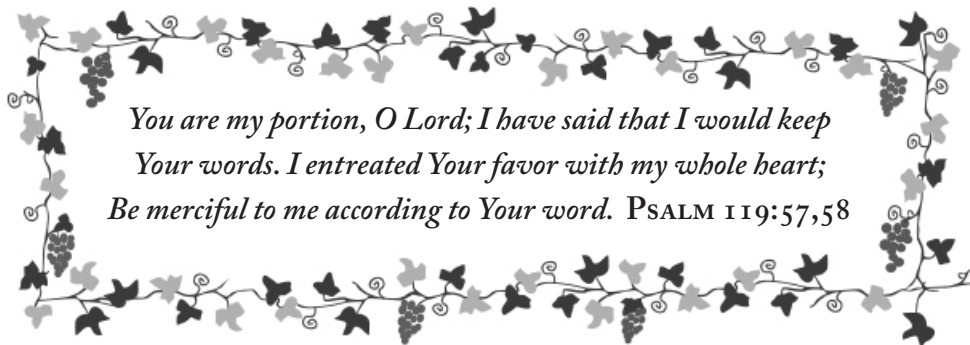 You are my portion, O Lord; I have said that I would keep
Your words. I entreated Your favor with my whole heart;
Be merciful to me according to Your word. PSALM 119:57,58